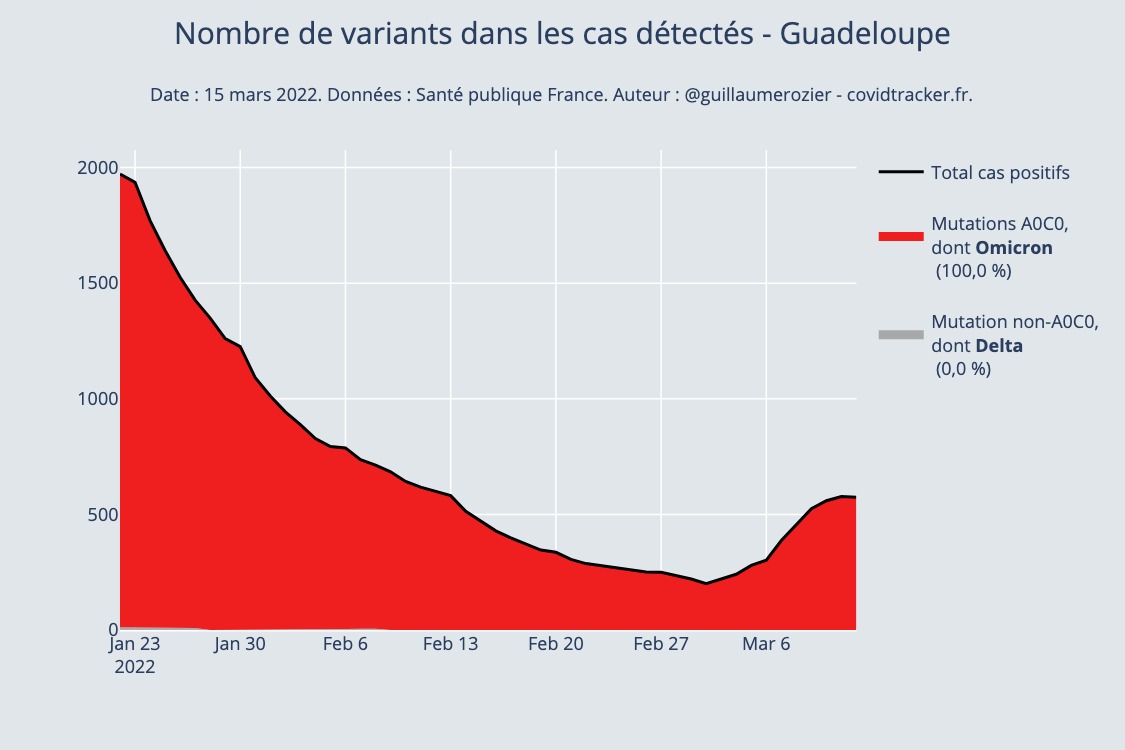 Nombre de variants dans les cas détectés - Guadeloupe
Date : 15 mars 2022. Données : Santé publique France. Auteur : @guillaumerozier - covidtracker.fr.
2000
1500
1000
500
0
Jan 23
2022
Jan 30
Feb 6
Feb 13
Feb 20
Feb 27
Mar 6
Total cas positifs
Mutations A0C0,
dont Omicron
(100,0 %)
Mutation non-A0C0,
dont Delta
(0,0 %)